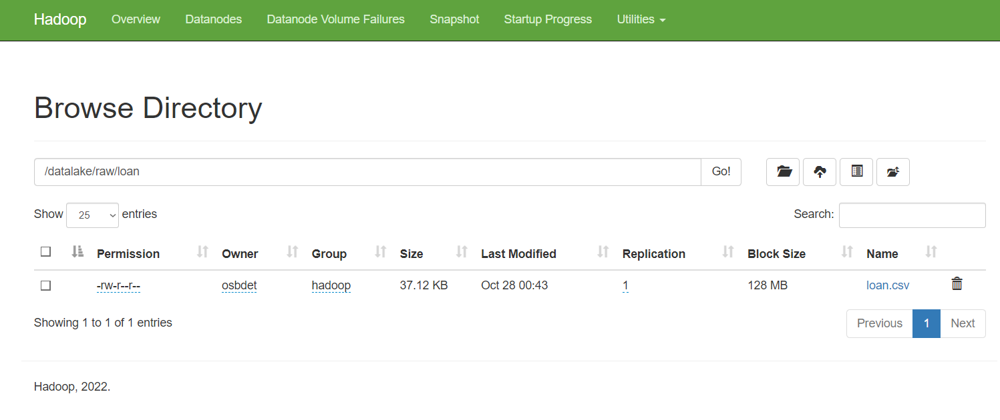 Hadoop Overview Datanodes Datanode Volume Failures Snapshot Startup Progress Utilities
Browse Directory
/datalake/raw/loan Go!
Show 25 entries Search:
Permission Owner Group Size Last Modified Replication Block Size Name
-rw-r--r-- osbdet hadoop 37.12 KB Oct 28 00:43 1 128 MB loan.csv
Showing 1 to 1 of 1 entries Previous 1 Next
Hadoop, 2022.